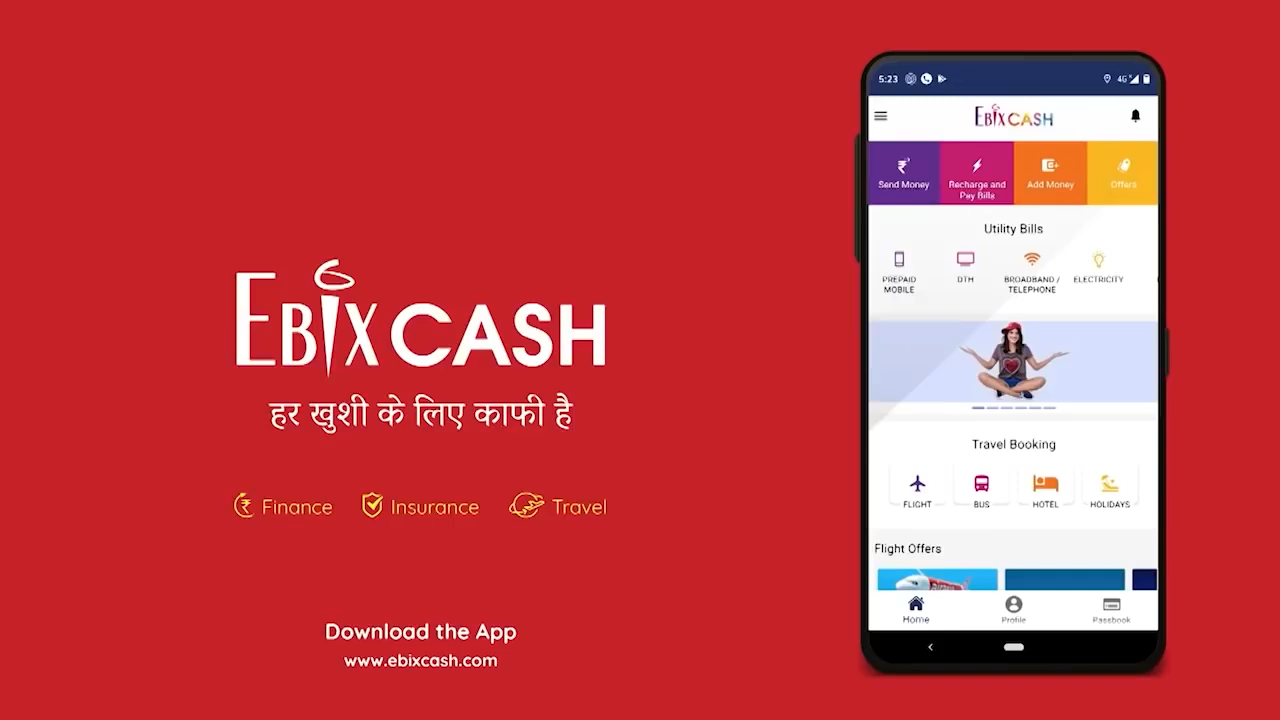 EBIXCASH
हर खुशी के लिए काफी है
Finance Insurance Travel
Download the App
www.ebixcash.com
5:23 4G
EBIXCASH
Send Money
Recharge and
Pay Bills
Add Money
Offers
Utility Bills
PREPAID
MOBILE
DTH
BROADBAND /
TELEPHONE
ELECTRICITY
Travel Booking
FLIGHT BUS HOTEL HOLIDAYS
Flight Offers
Home Profile Passbook